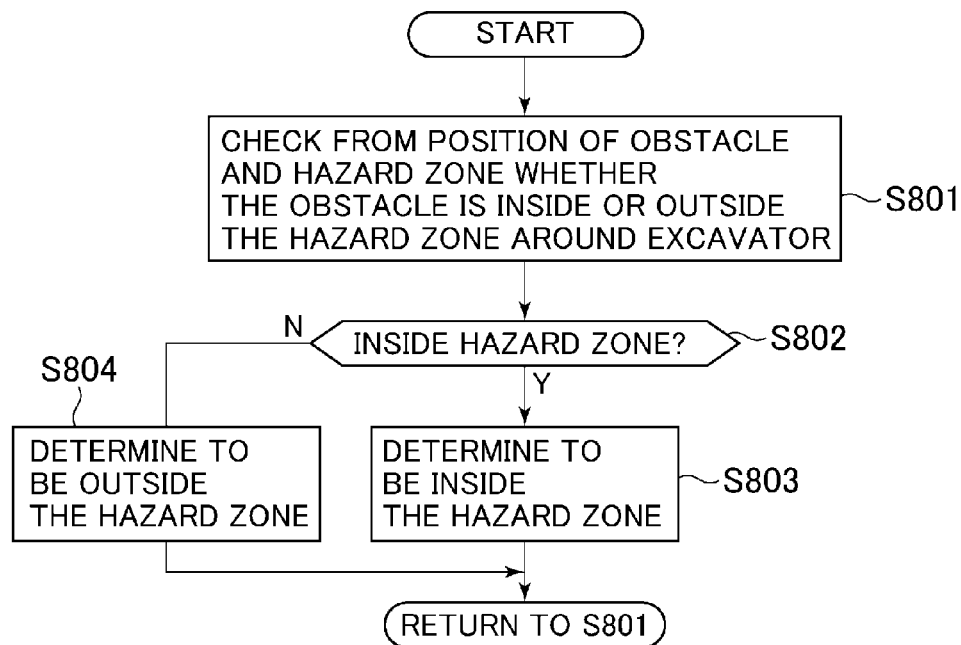 START
CHECK FROM POSITION OF OBSTACLE
AND HAZARD ZONE WHETHER
THE OBSTACLE IS INSIDE OR OUTSIDE
THE HAZARD ZONE AROUND EXCAVATOR
S801
N
INSIDE HAZARD ZONE?
S802
Y
S804
DETERMINE TO
BE OUTSIDE
THE HAZARD ZONE
DETERMINE TO
BE INSIDE
THE HAZARD ZONE
S803
RETURN TO S801